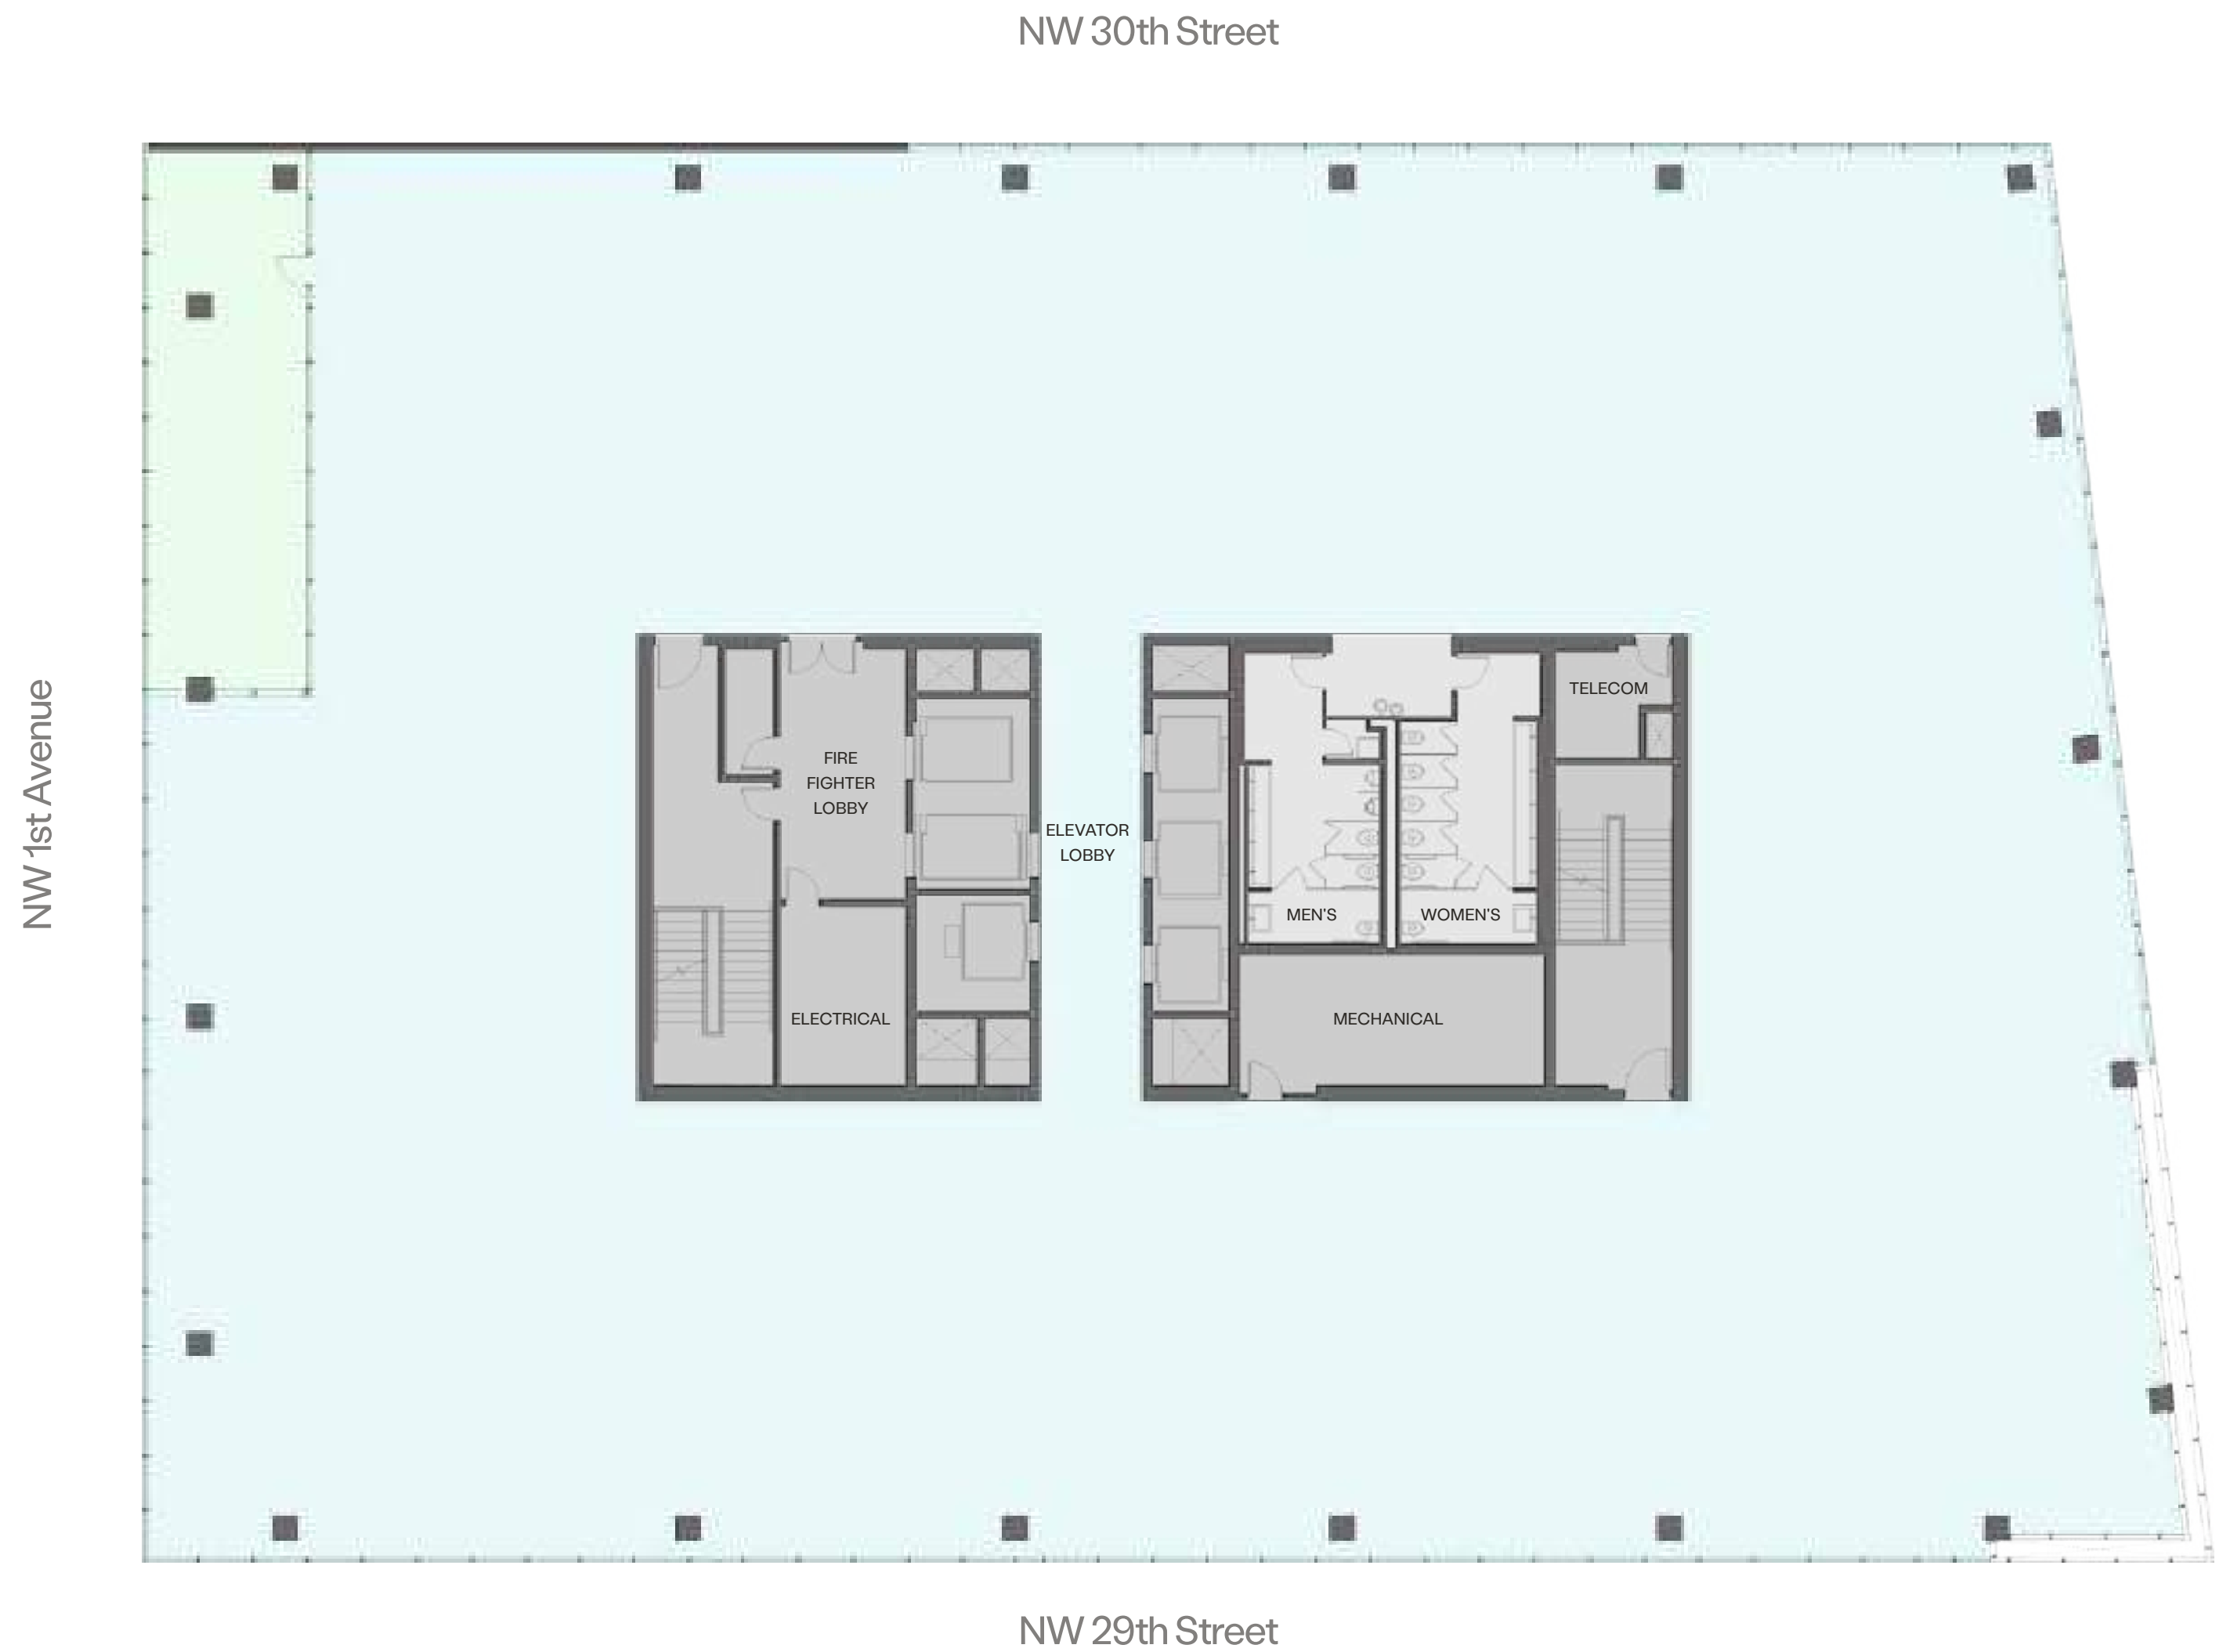 NW 30th Street
NW 1st Avenue
TELECOM
FIRE
FIGHTER
LOBBY
ELEVATOR
LOBBY
MEN'S
WOMEN'S
ELECTRICAL
MECHANICAL
NW 29th Street